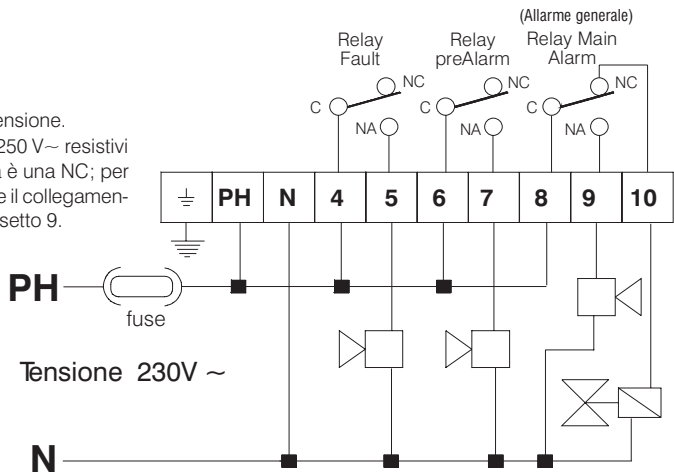 (Allarme generale)
Relay Fault
Relay preAlarm
Relay Main Alarm
NC
NC
NC
C
C
C
NA
NA
NA
ensione.
250 V~ resistivi
è una NC; per
e il collegamen-
setto 9.
⏚ PH N 4 5 6 7 8 9 10
PH
fuse
Tensione 230V ~
N